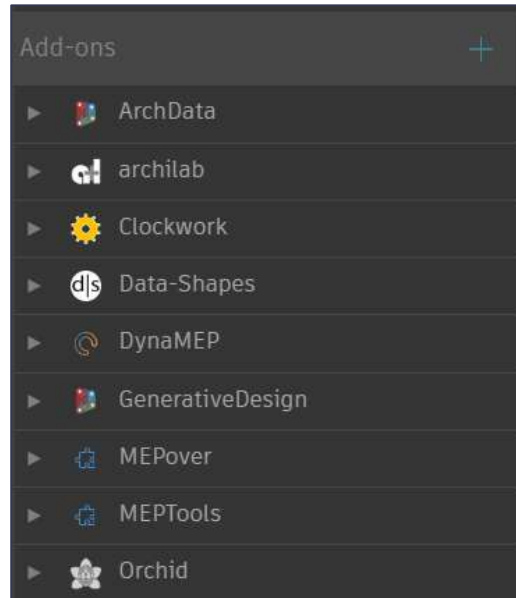 Add-ons
ArchData
archilab
Clockwork
d|s Data-Shapes
DynaMEP
GenerativeDesign
MEPover
MEPTools
Orchid